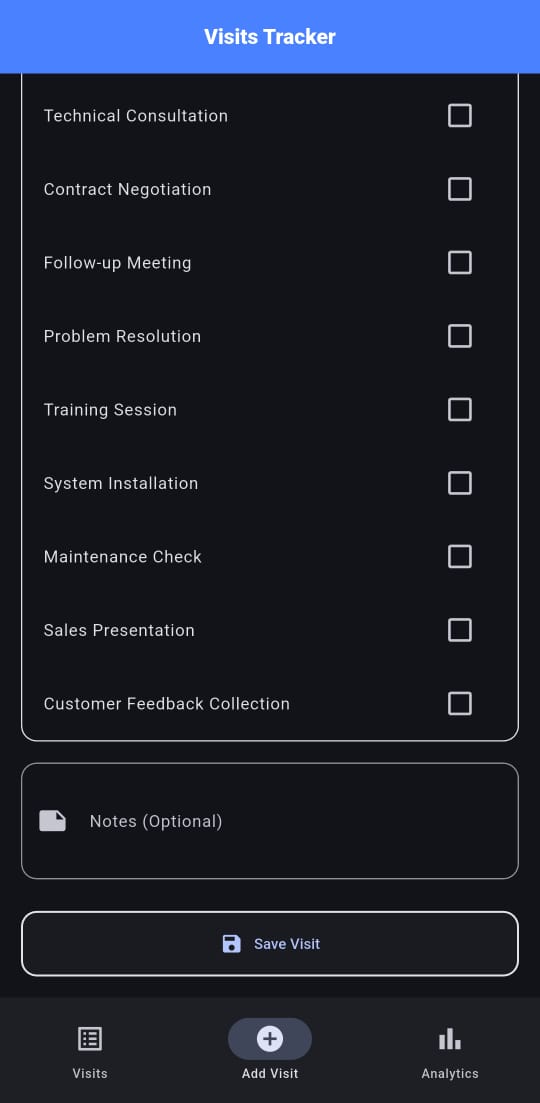 Visits Tracker
Technical Consultation
Contract Negotiation
Follow-up Meeting
Problem Resolution
Training Session
System Installation
Maintenance Check
Sales Presentation
Customer Feedback Collection
Notes (Optional)
Save Visit
Visits
Add Visit
Analytics